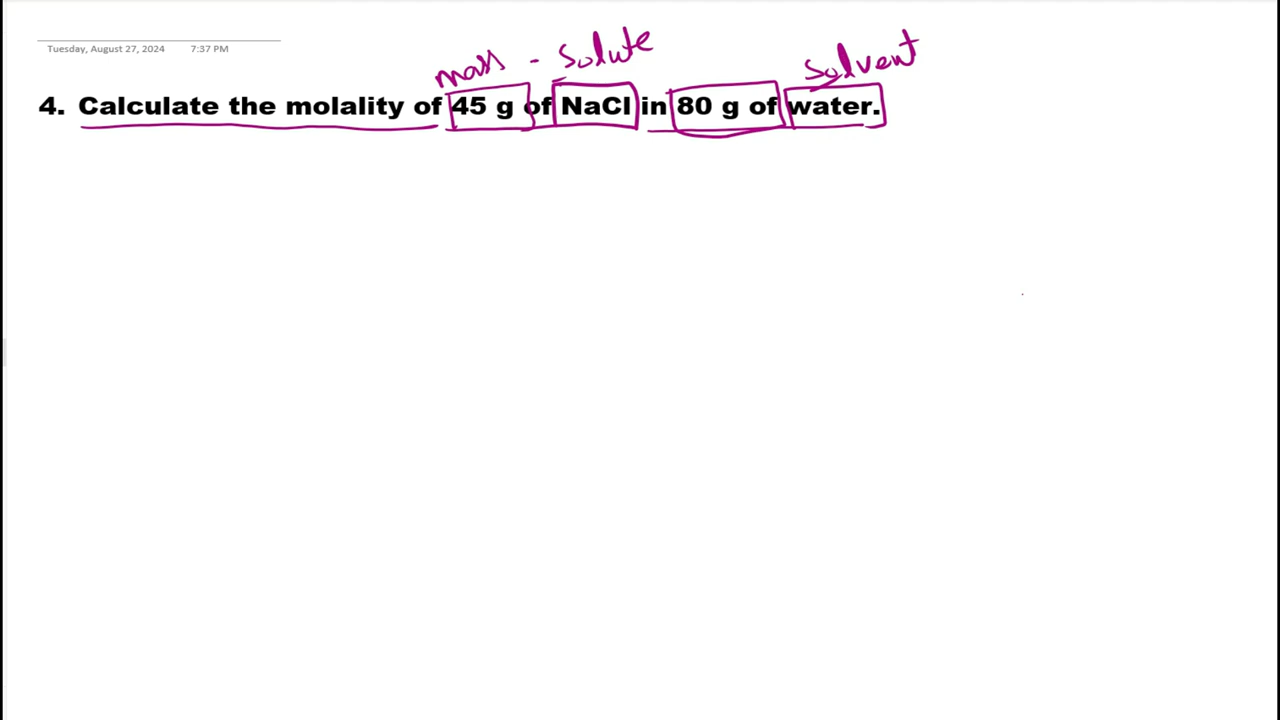 Tuesday, August 27, 2024 7:37 PM
mass - Solute Solvent
4. Calculate the molality of 45 g of NaCl in 80 g of water.